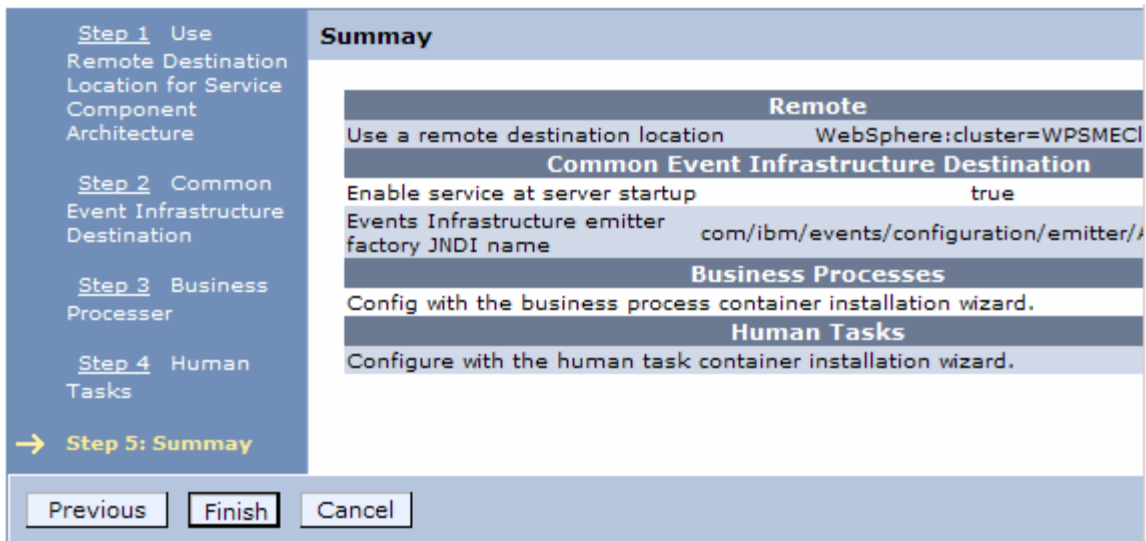 Step 1 Use
Remote Destination
Location for Service
Component
Architecture
Step 2 Common
Event Infrastructure
Destination
Step 3 Business
Processer
Step 4 Human
Tasks
Step 5: Summay
Summay
Remote
Use a remote destination location WebSphere:cluster=WPSMECl
Common Event Infrastructure Destination
Enable service at server startup true
Events Infrastructure emitter
factory JNDI name com/ibm/events/configuration/emitter/
Business Processes
Config with the business process container installation wizard.
Human Tasks
Configure with the human task container installation wizard.
Previous Finish Cancel